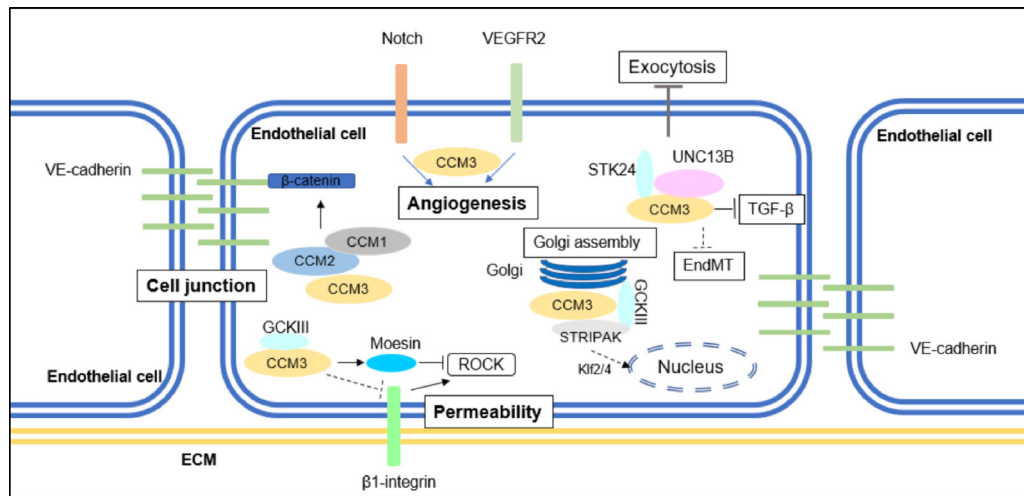 Notch
VEGFR2
Exocytosis
Endothelial cell
Endothelial cell
VE-cadherin
β-catenin
CCM3
Angiogenesis
STK24
UNC13B
CCM3
TGF-β
EndMT
CCM1
CCM2
CCM3
Cell junction
Golgi assembly
Golgi
CCM3
GCKIII
STRIPAK
Klf2/4
Nucleus
VE-cadherin
GCKIII
CCM3
Moesin
ROCK
Endothelial cell
Permeability
ECM
β1-integrin